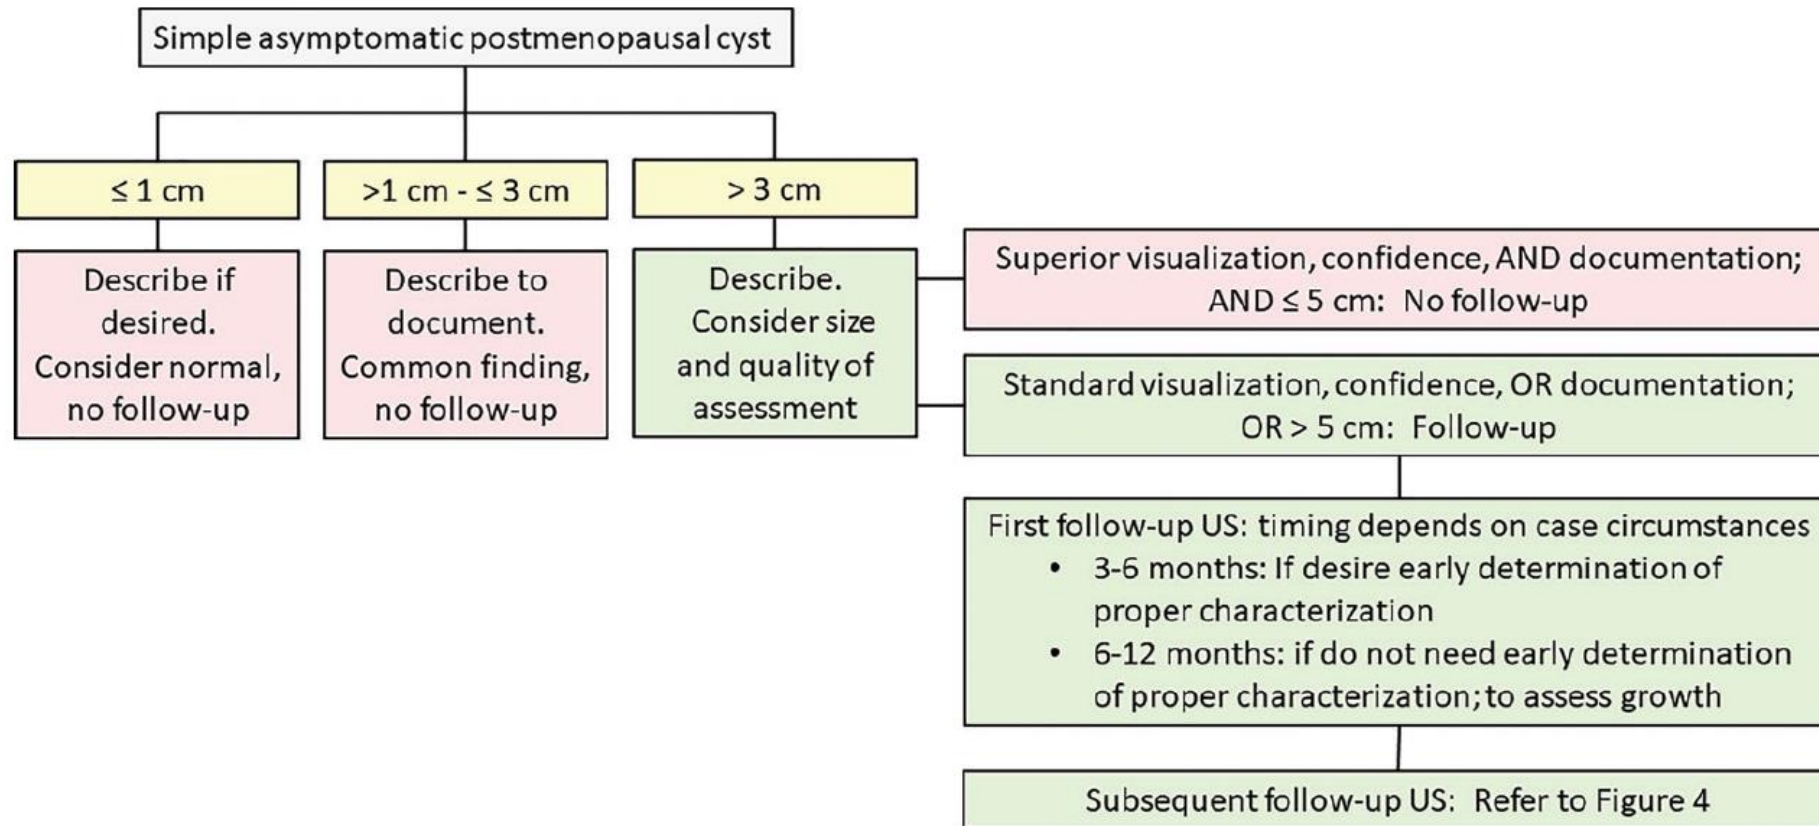 Simple asymptomatic postmenopausal cyst
≤ 1 cm
>1 cm - ≤ 3 cm
> 3 cm
Describe if
desired.
Consider normal,
no follow-up
Describe to
document.
Common finding,
no follow-up
Describe.
Consider size
and quality of
assessment
Superior visualization, confidence, AND documentation;
AND ≤ 5 cm: No follow-up
Standard visualization, confidence, OR documentation;
OR > 5 cm: Follow-up
First follow-up US: timing depends on case circumstances
• 3-6 months: If desire early determination of
proper characterization
• 6-12 months: if do not need early determination
of proper characterization; to assess growth
Subsequent follow-up US: Refer to Figure 4